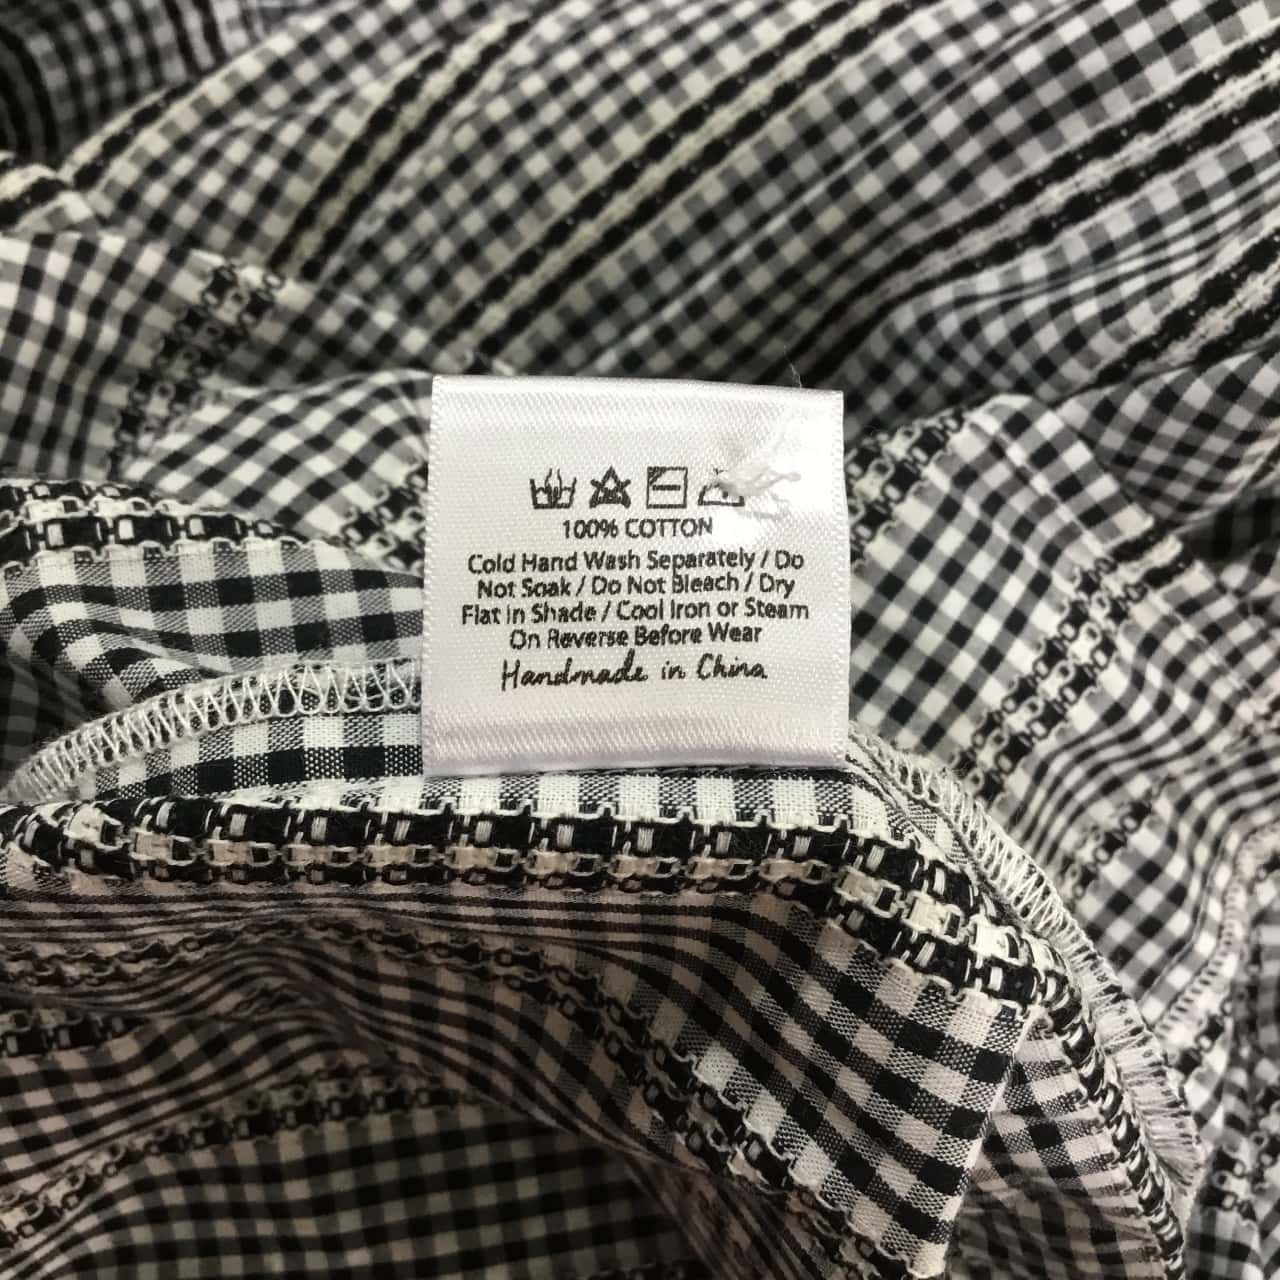 100% COTTON
Cold Hand Wash Separately / Do
Not Soak / Do Not Bleach / Dry
Flat In Shade / Cool Iron or Steam
On Reverse Before Wear
Handmade in China